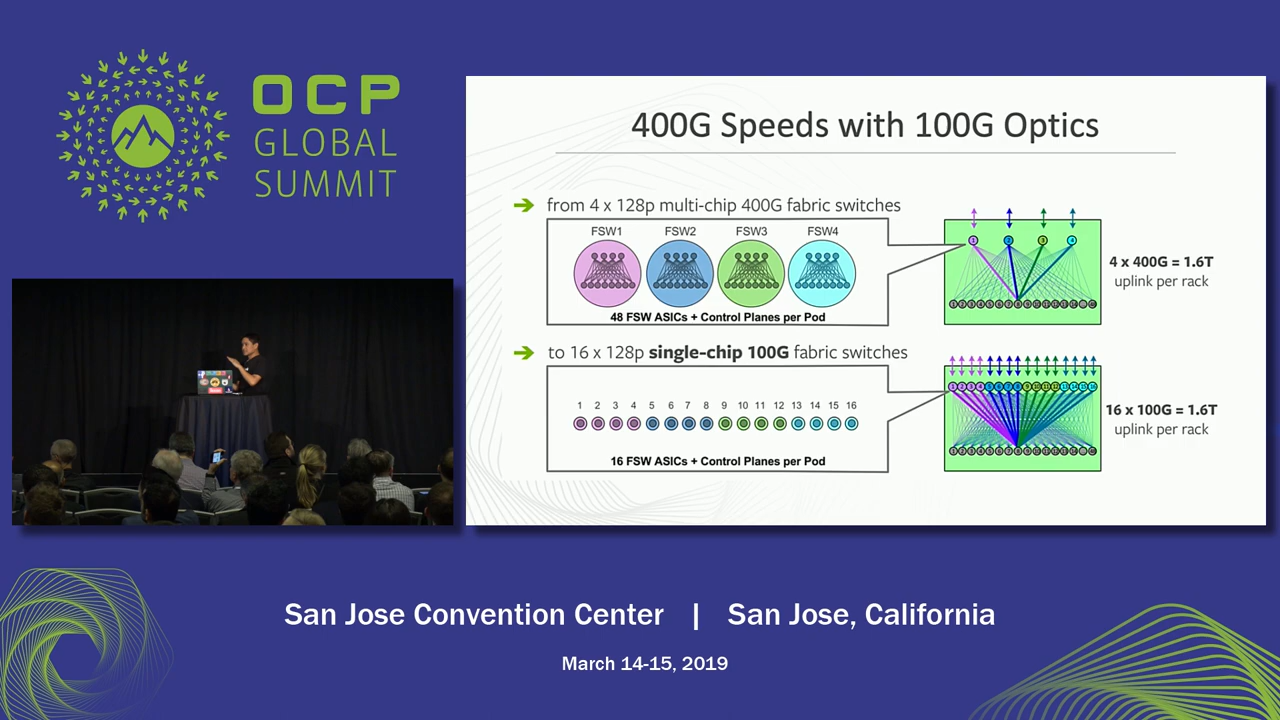 OCP
GLOBAL
SUMMIT
400G Speeds with 100G Optics
from 4 x 128p multi-chip 400G fabric switches
FSW1 FSW2 FSW3 FSW4
48 FSW ASICs + Control Planes per Pod
4 x 400G = 1.6T
uplink per rack
to 16 x 128p single-chip 100G fabric switches
1 2 3 4 5 6 7 8 9 10 11 12 13 14 15 16
16 FSW ASICs + Control Planes per Pod
16 x 100G = 1.6T
uplink per rack
San Jose Convention Center | San Jose, California
March 14-15, 2019